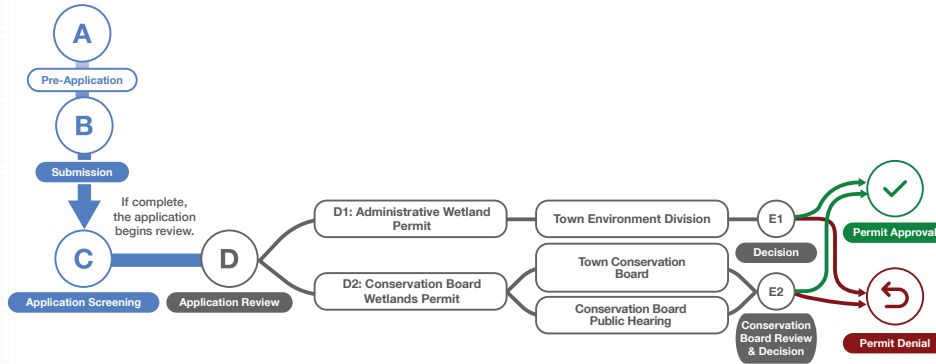 A
Pre-Application
B
Submission
If complete,
the application
begins review.
C
Application Screening
D
Application Review
D1: Administrative Wetland
Permit
Town Environment Division
E1
Decision
D2: Conservation Board
Wetlands Permit
Town Conservation
Board
Conservation Board
Public Hearing
E2
Conservation
Board Review
& Decision
Permit Approval
Permit Denial